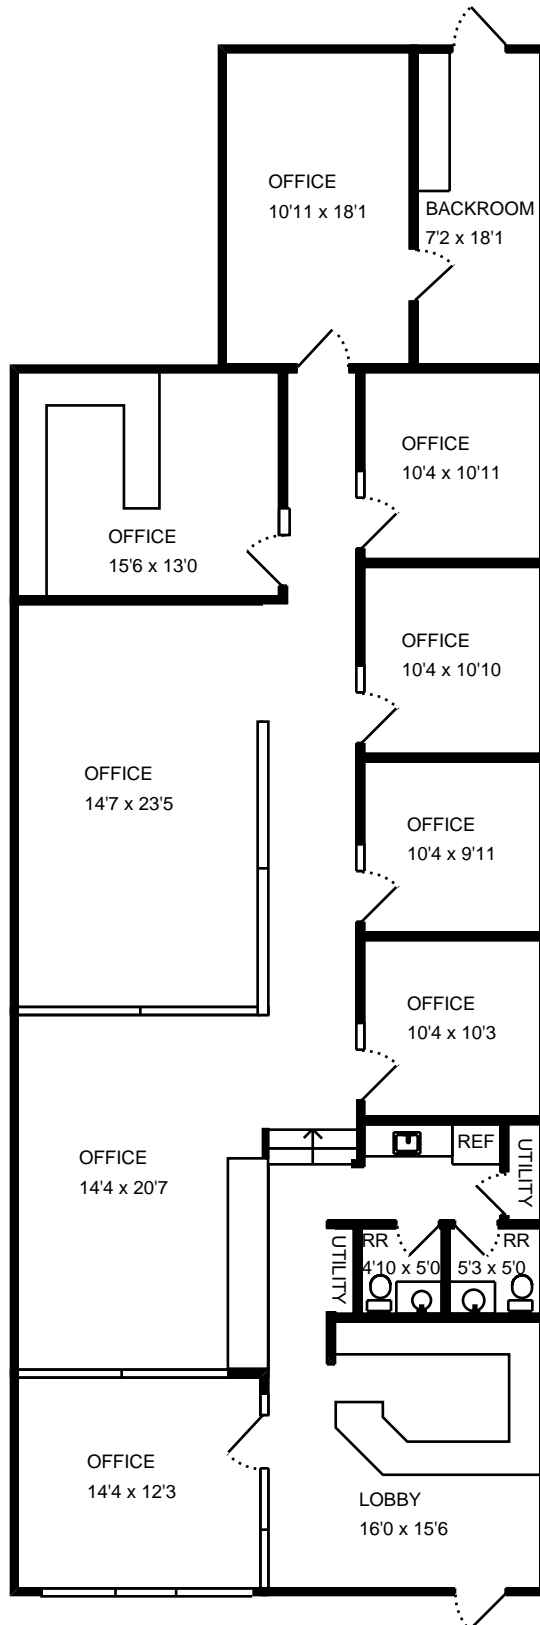 OFFICE
10'11 x 18'1
BACKROOM
7'2 x 18'1
OFFICE
10'4 x 10'11
OFFICE
15'6 x 13'0
OFFICE
10'4 x 10'10
OFFICE
14'7 x 23'5
OFFICE
10'4 x 9'11
OFFICE
10'4 x 10'3
REF
UTILITY
OFFICE
14'4 x 20'7
UTILITY
RR
4'10 x 5'0
RR
5'3 x 5'0
OFFICE
14'4 x 12'3
LOBBY
16'0 x 15'6